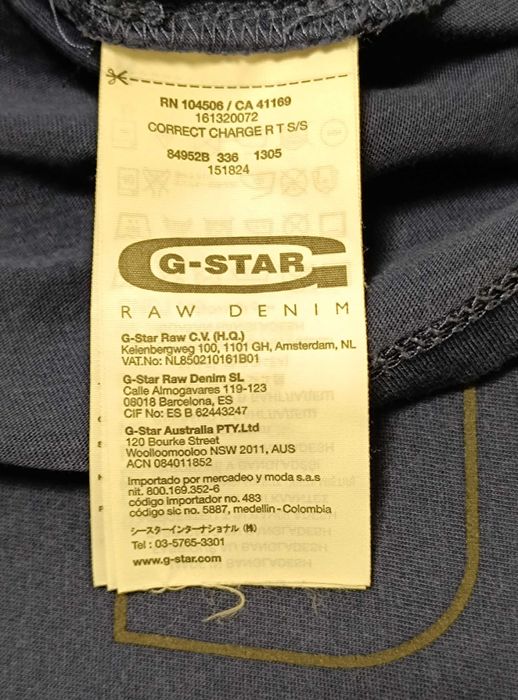 RN 104506 / CA 41169
161320072
CORRECT CHARGE R T S/S
84952B 336 1305
151824
G-STAR
RAW DENIM
G-Star Raw C.V. (H.Q.)
Keienbergweg 100, 1101 GH, Amsterdam, NL
VAT.No: NL850210161B01
G-Star Raw Denim SL
Calle Almogavares 119-123
08018 Barcelona, ES
CIF No: ES B 62443247
G-Star Australia PTY.Ltd
120 Bourke Street
Woolloomooloo NSW 2011, AUS
ACN 084011852
Importado por mercadeo y moda s.a.s
nit. 800.169.352-6
código importador no. 483
código sic no. 5887, medellin - Colombia
シースターインターナショナル (株)
Tel : 03-5765-3301
www.g-star.com